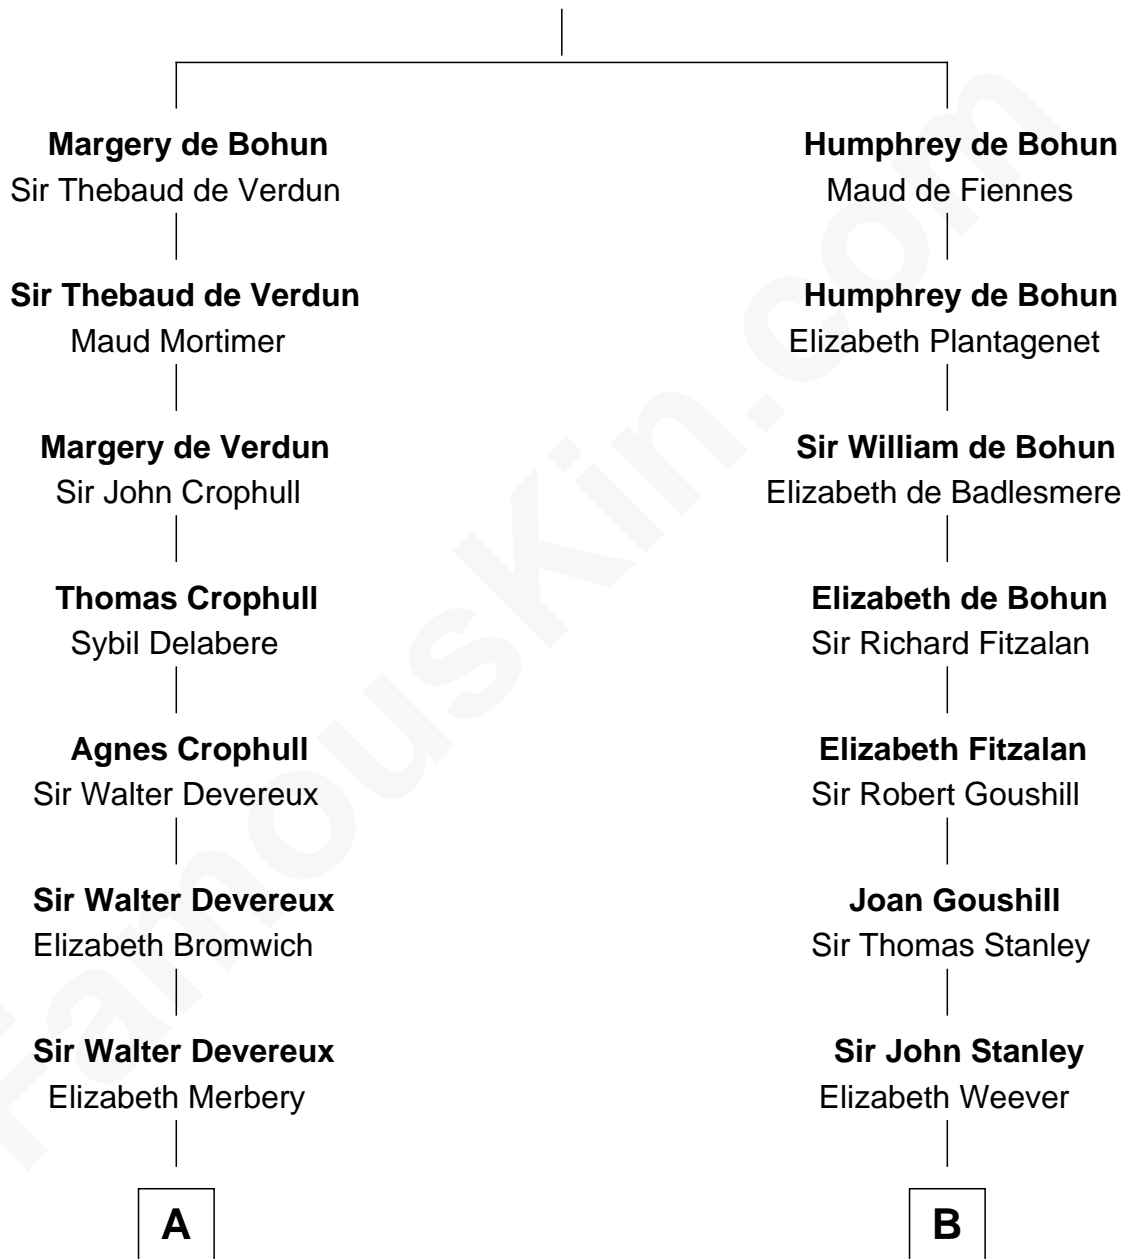 Margery de Bohun
Sir Thebaud de Verdun
Humphrey de Bohun
Maud de Fiennes
Sir Thebaud de Verdun
Maud Mortimer
Humphrey de Bohun
Elizabeth Plantagenet
Margery de Verdun
Sir John Crophull
Sir William de Bohun
Elizabeth de Badlesmere
Thomas Crophull
Sybil Delabere
Elizabeth de Bohun
Sir Richard Fitzalan
Agnes Crophull
Sir Walter Devereux
Elizabeth Fitzalan
Sir Robert Goushill
Sir Walter Devereux
Elizabeth Bromwich
Joan Goushill
Sir Thomas Stanley
Sir Walter Devereux
Elizabeth Merbery
Sir John Stanley
Elizabeth Weever
A
B
FamousKin.com